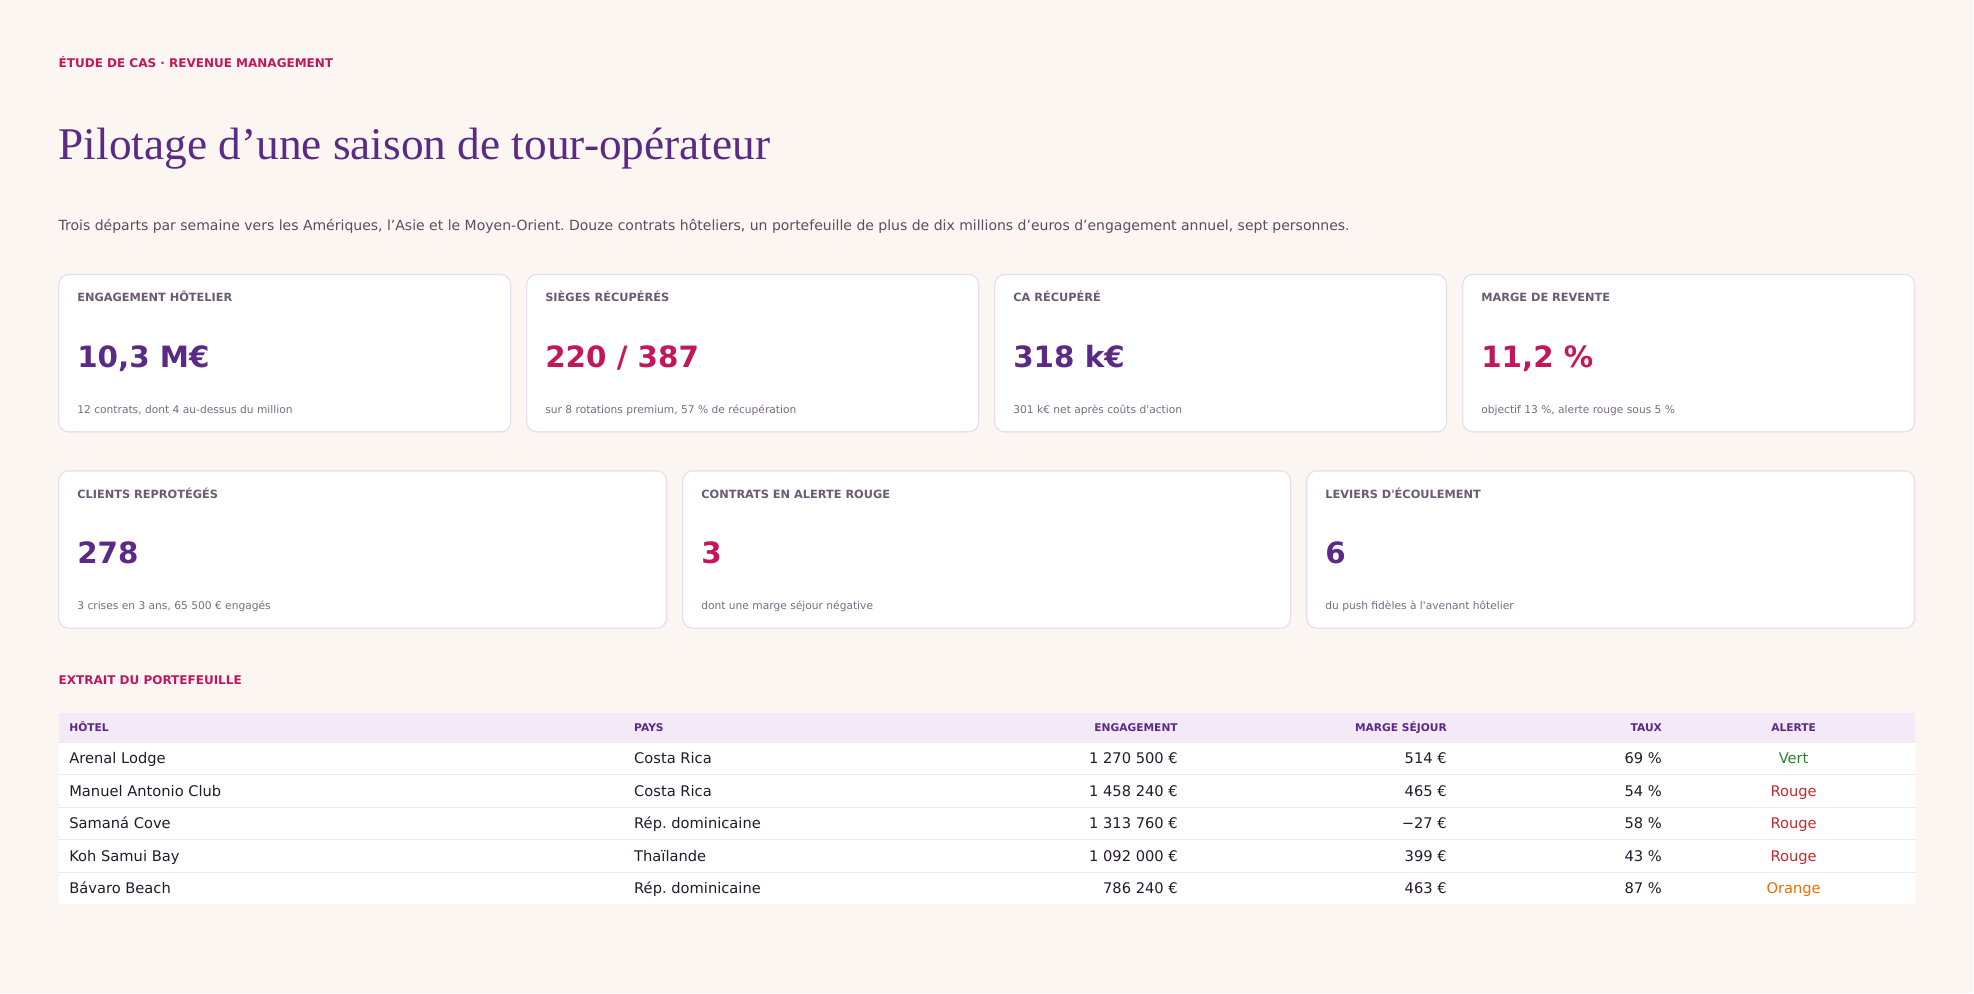 ÉTUDE DE CAS · REVENUE MANAGEMENT
Pilotage d’une saison de tour-opérateur
Trois départs par semaine vers les Amériques, l’Asie et le Moyen-Orient. Douze contrats hôteliers, un portefeuille de plus de dix millions d’euros d’engagement annuel, sept personnes.
ENGAGEMENT HÔTELIER
10,3 M€
12 contrats, dont 4 au-dessus du million
SIÈGES RÉCUPÉRÉS
220 / 387
sur 8 rotations premium, 57 % de récupération
CA RÉCUPÉRÉ
318 k€
301 k€ net après coûts d'action
MARGE DE REVENTE
11,2 %
objectif 13 %, alerte rouge sous 5 %
CLIENTS REPROTÉGÉS
278
3 crises en 3 ans, 65 500 € engagés
CONTRATS EN ALERTE ROUGE
3
dont une marge séjour négative
LEVIERS D'ÉCOULEMENT
6
du push fidèles à l'avenant hôtelier
EXTRAIT DU PORTEFEUILLE
HÔTEL PAYS ENGAGEMENT MARGE SÉJOUR TAUX ALERTE
Arenal Lodge Costa Rica 1 270 500 € 514 € 69 % Vert
Manuel Antonio Club Costa Rica 1 458 240 € 465 € 54 % Rouge
Samaná Cove Rép. dominicaine 1 313 760 € −27 € 58 % Rouge
Koh Samui Bay Thaïlande 1 092 000 € 399 € 43 % Rouge
Bávaro Beach Rép. dominicaine 786 240 € 463 € 87 % Orange